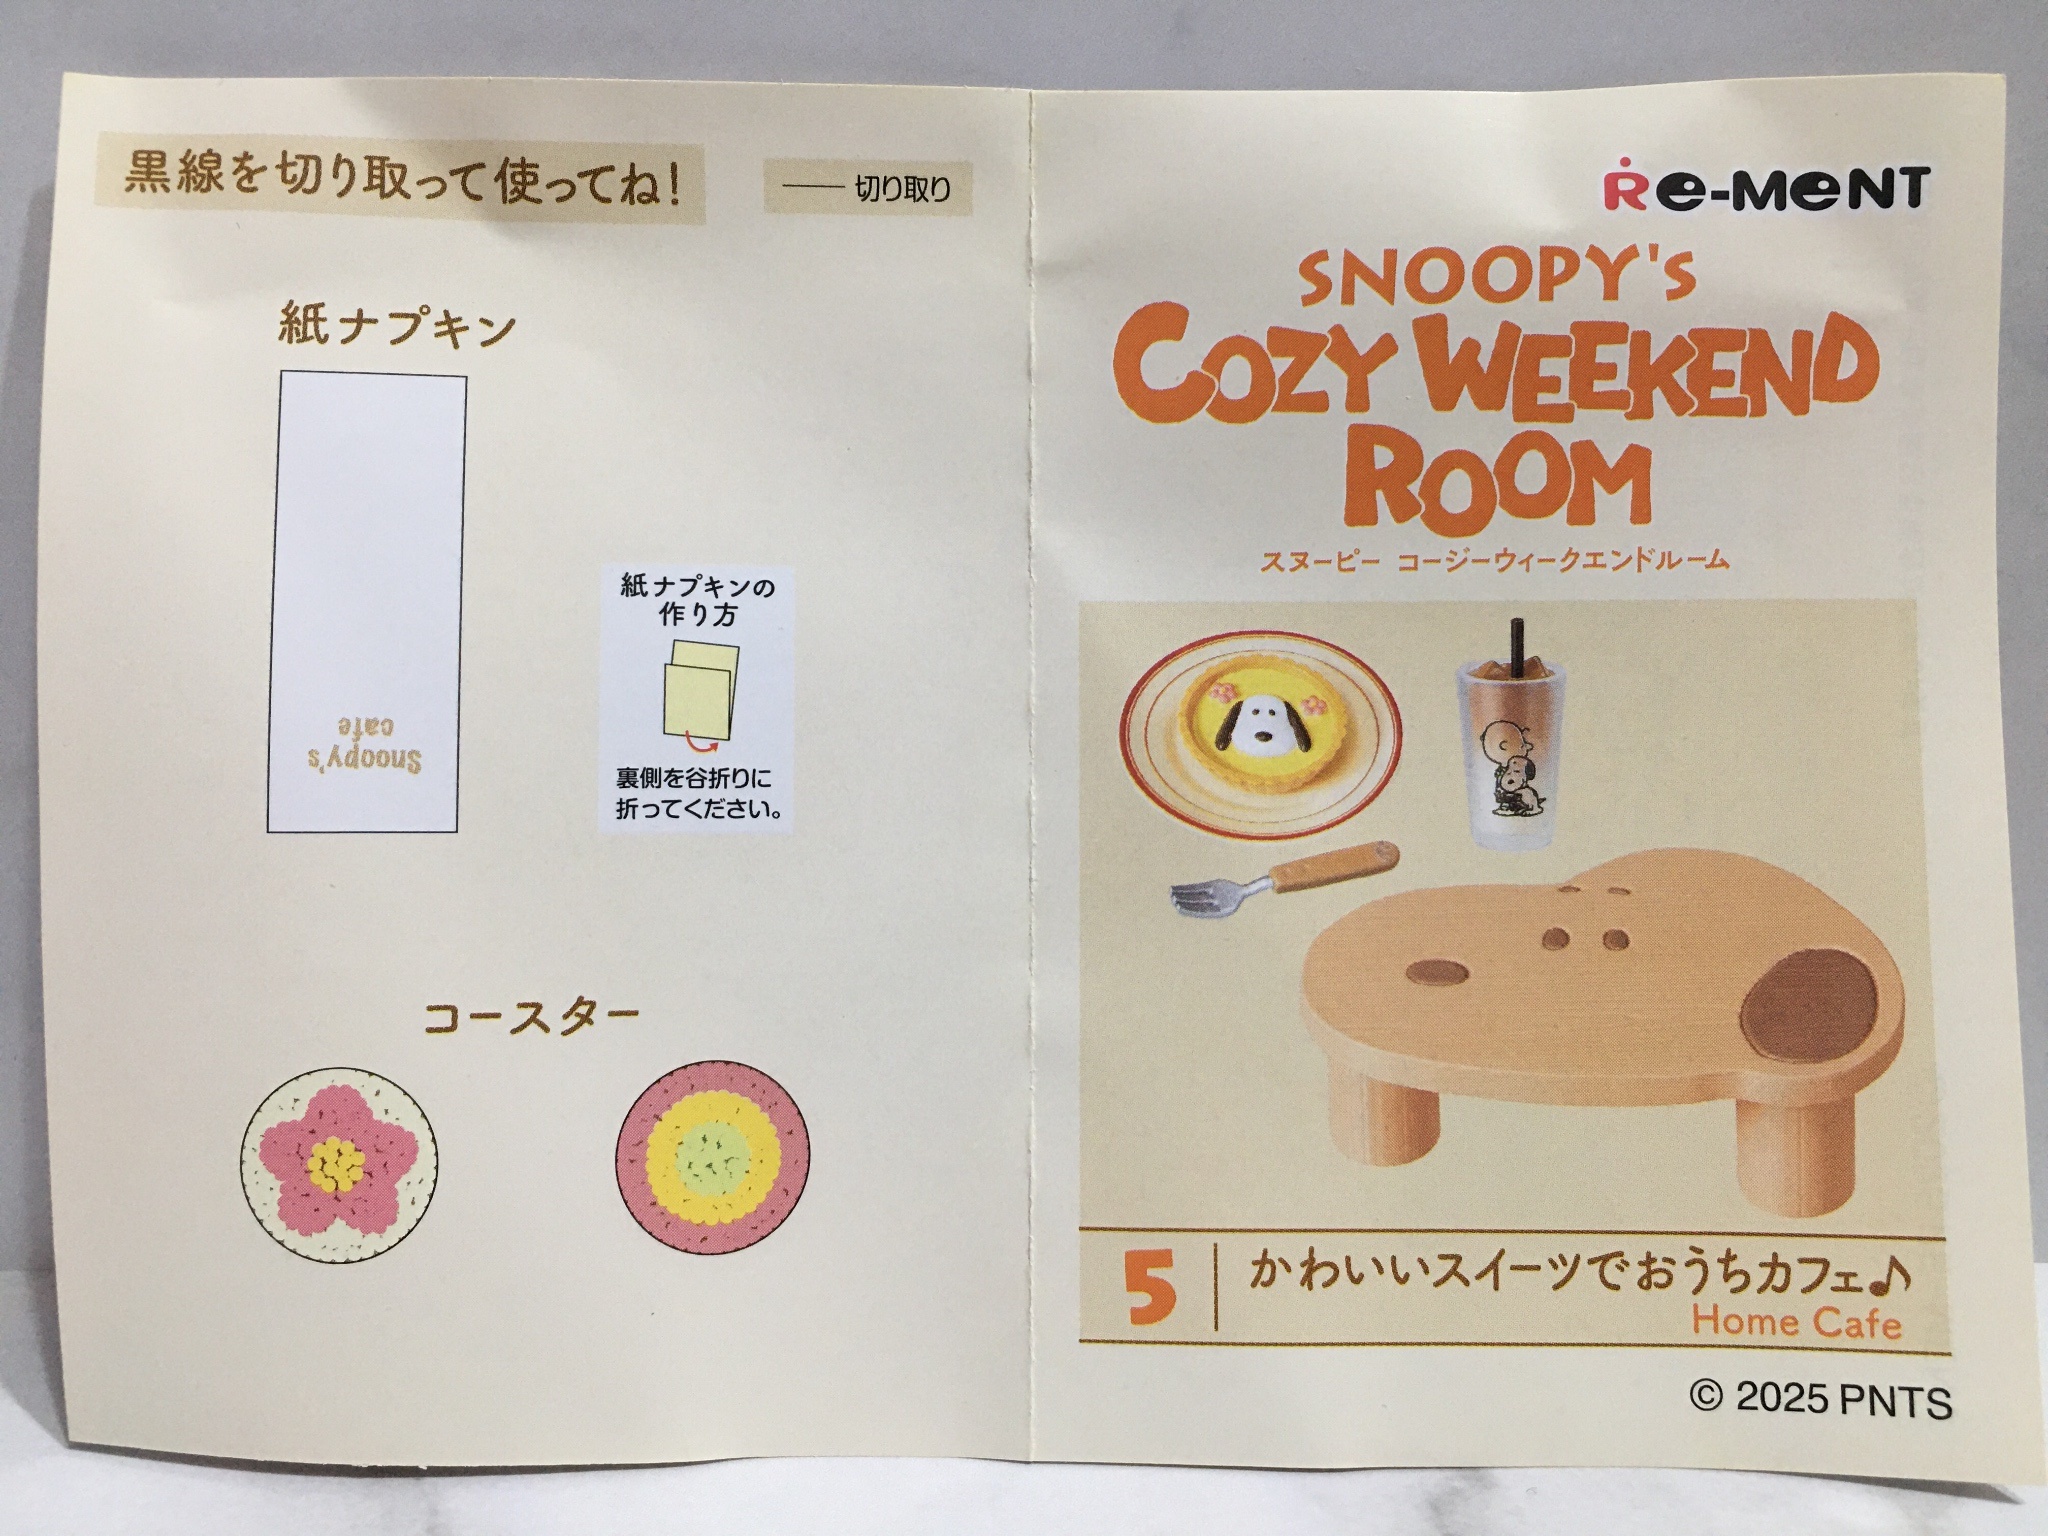 黒線を切り取って使ってね!
切り取り
紙ナプキン
Snoopy's
cafe
紙ナプキンの
作り方
裏側を谷折りに
折ってください。
コースター
Re-MeNT
SNOOPY's
COZY WEEKEND
ROOM
スヌーピー コージーウィークエンドルーム
5
かわいいスイーツでおうちカフェ♪
Home Cafe
© 2025 PNTS